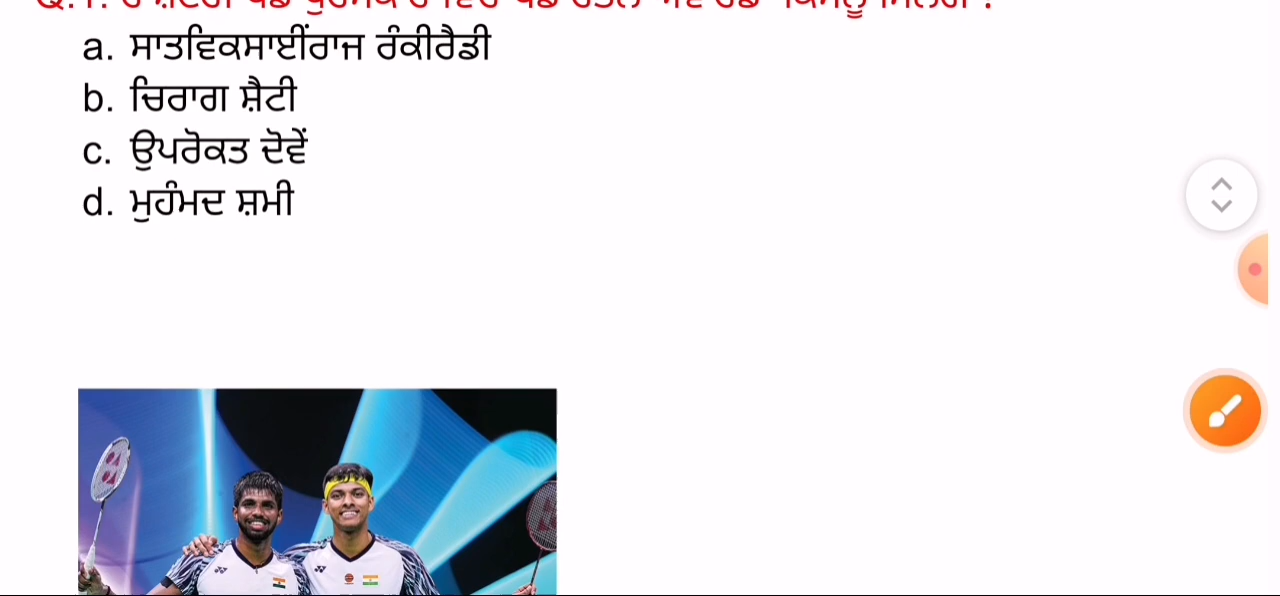 a. ਸਾਤਵਿਕਸਾਈਂਰਾਜ ਰੰਕੀਰੈਡੀ
b. ਚਿਰਾਗ ਸ਼ੈਟੀ
c. ਉਪਰੋਕਤ ਦੋਵੇਂ
d. ਮੁਹੰਮਦ ਸ਼ਮੀ